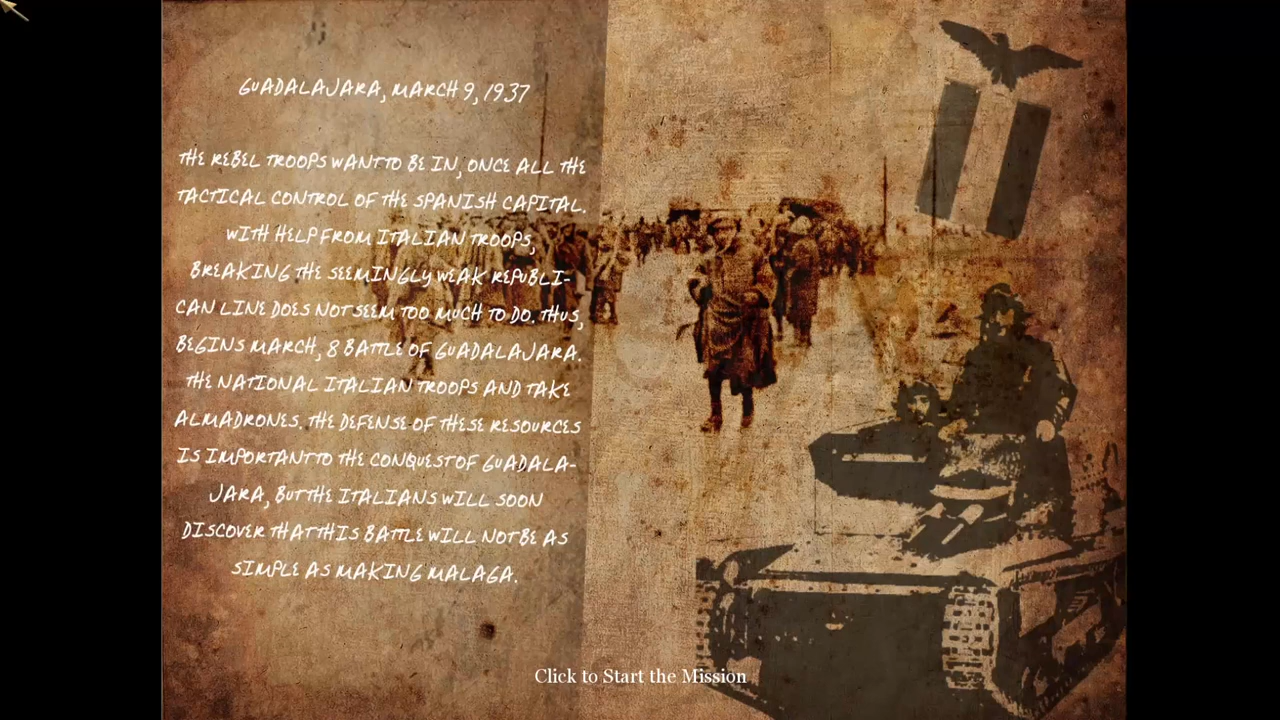 GUADALAJARA, MARCH 9, 1937
THE REBEL TROOPS WANT TO BE IN, ONCE ALL THE
TACTICAL CONTROL OF THE SPANISH CAPITAL.
WITH HELP FROM ITALIAN TROOPS,
BREAKING THE SEEMINGLY WEAK REPUBLI-
CAN LINE DOES NOT SEEM TOO MUCH TO DO. THUS,
BEGINS MARCH, 8 BATTLE OF GUADALAJARA.
THE NATIONAL ITALIAN TROOPS AND TAKE
ALMADRONES. THE DEFENSE OF THESE RESOURCES
IS IMPORTANT TO THE CONQUEST OF GUADALA-
JARA, BUT THE ITALIANS WILL SOON
DISCOVER THAT THIS BATTLE WILL NOT BE AS
SIMPLE AS MAKING MALAGA.
Click to Start the Mission